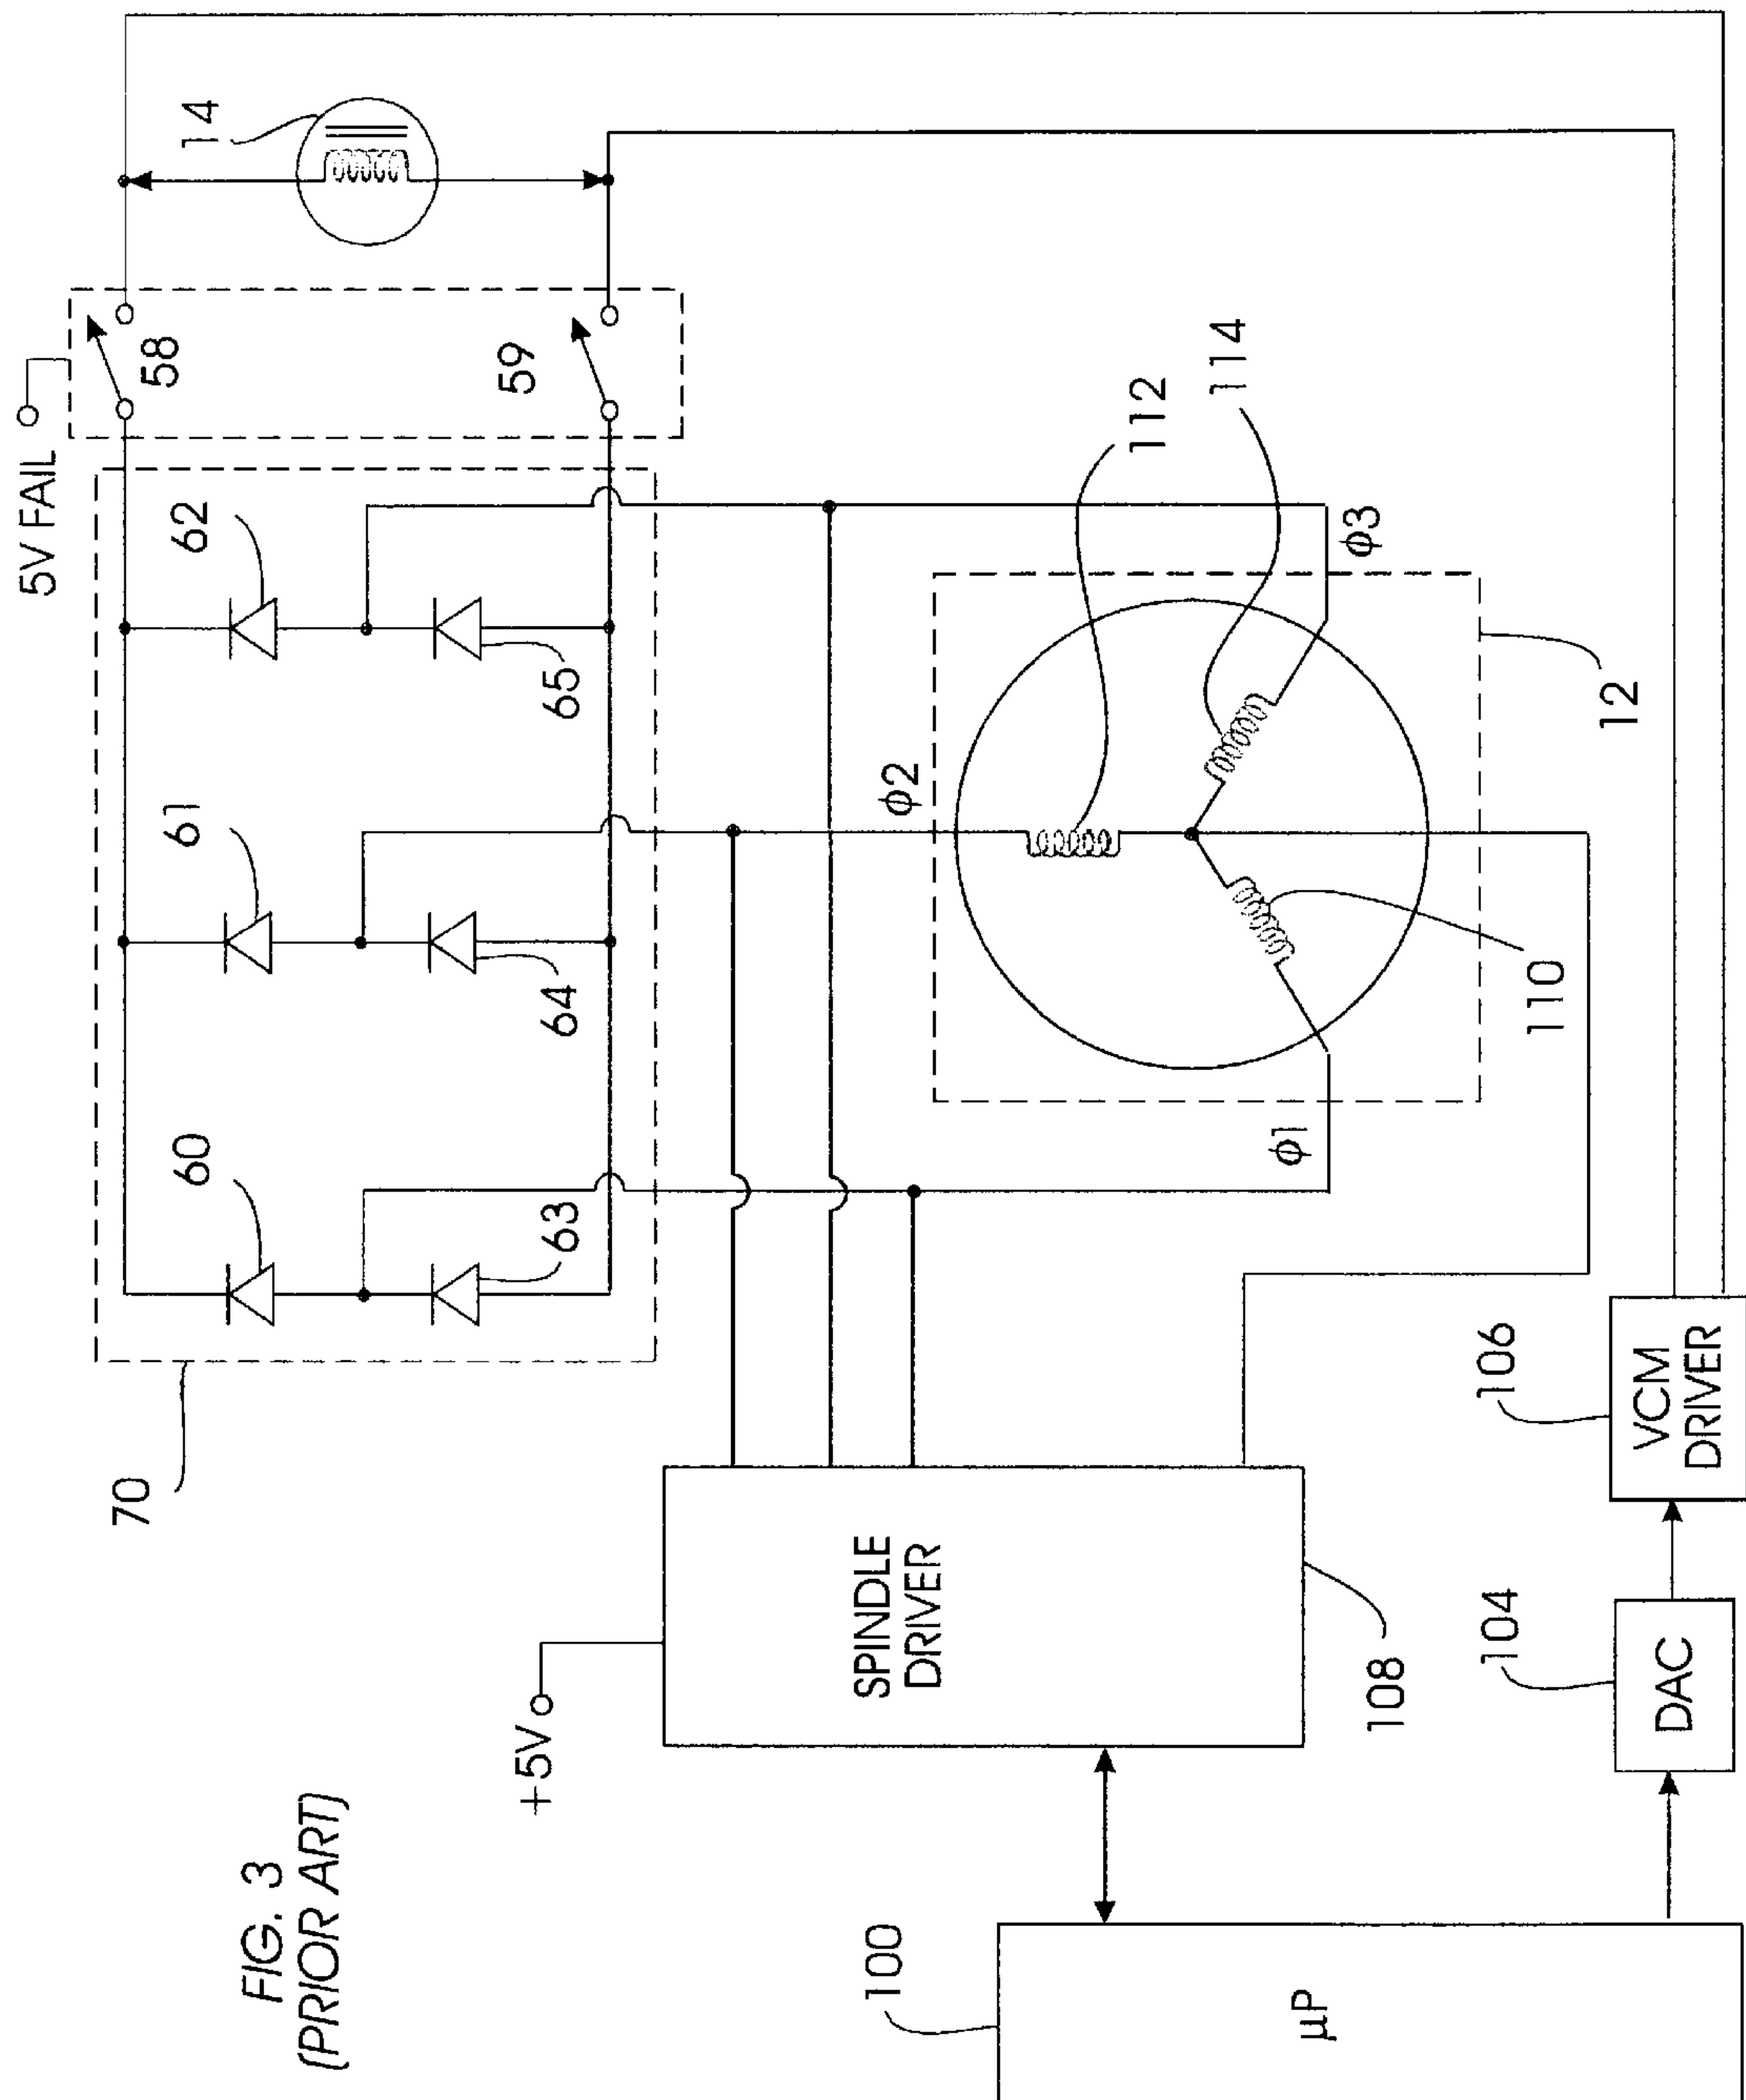 FIG. 3
(PRIOR ART)
5V FAIL
58
59
14
62
65
61
64
60
63
70
112
114
ϕ2
ϕ3
ϕ1
12
110
+5V
SPINDLE
DRIVER
108
100
µP
104
DAC
106
VCM
DRIVER